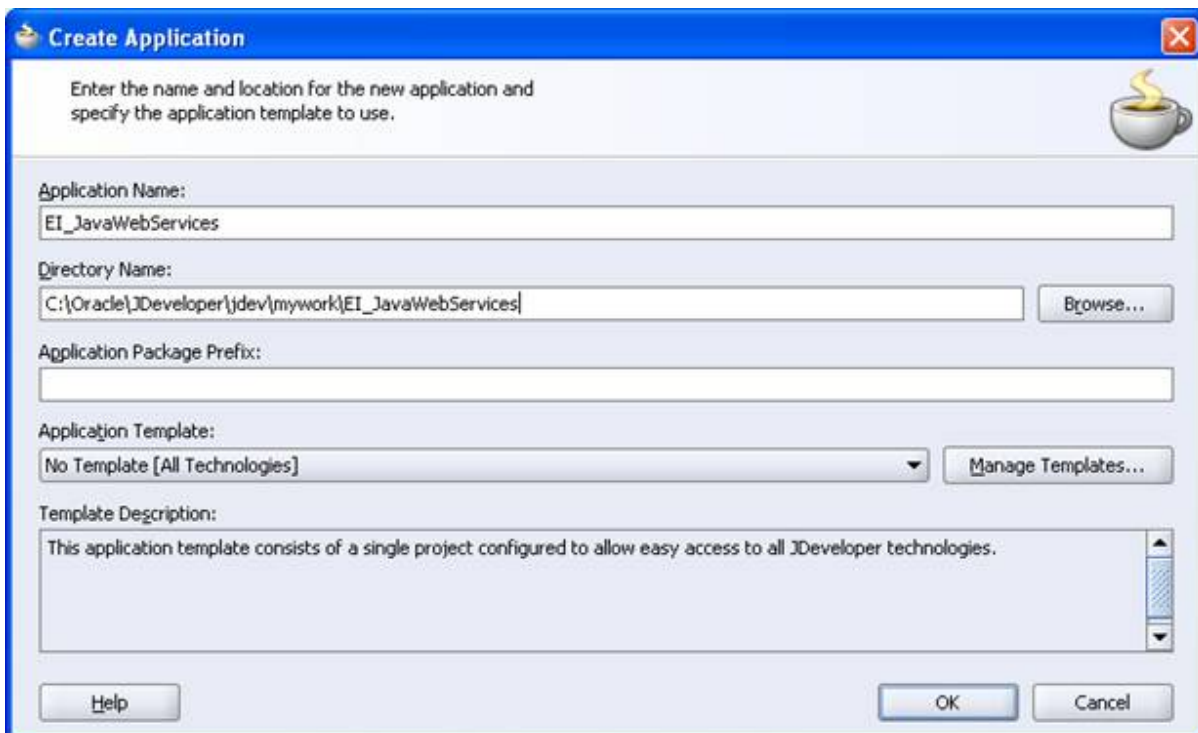 Create Application
Enter the name and location for the new application and
specify the application template to use.
Application Name:
EI_JavaWebServices
Directory Name:
C:\Oracle\JDeveloper\jdev\mywork\EI_JavaWebServices
Browse...
Application Package Prefix:
Application Template:
No Template [All Technologies]
Manage Templates...
Template Description:
This application template consists of a single project configured to allow easy access to all JDeveloper technologies.
Help
OK
Cancel